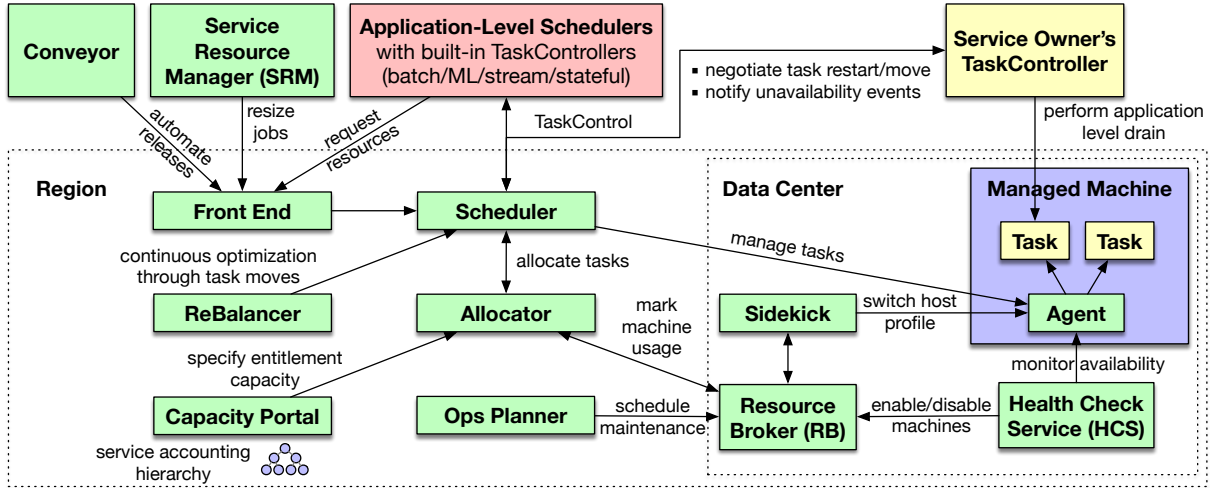 Conveyor
Service
Resource
Manager (SRM)
Application-Level Schedulers
with built-in TaskControllers
(batch/ML/stream/stateful)
Service Owner's
TaskController
▪ negotiate task restart/move
▪ notify unavailability events
automate
releases
resize
jobs
request
resources
TaskControl
perform application
level drain
Region
Data Center
Managed Machine
Front End
Scheduler
Task
Task
manage tasks
continuous optimization
through task moves
allocate tasks
ReBalancer
Allocator
mark
machine
usage
Sidekick
switch host
profile
Agent
specify entitlement
capacity
monitor availability
Capacity Portal
Ops Planner
schedule
maintenance
Resource
Broker (RB)
enable/disable
machines
Health Check
Service (HCS)
service accounting
hierarchy